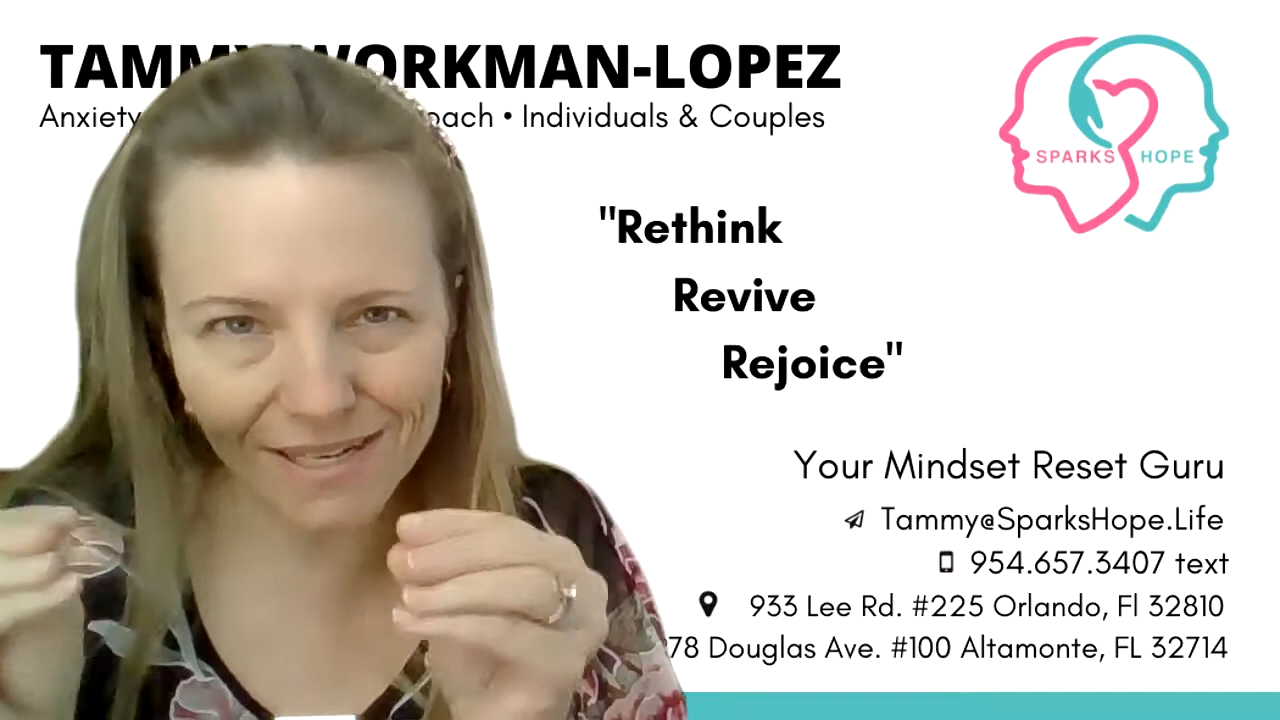 TAMMY WORKMAN-LOPEZ
Anxiety oach • Individuals & Couples
SPARKS HOPE
"Rethink
Revive
Rejoice"
Your Mindset Reset Guru
Tammy@SparksHope.Life
954.657.3407 text
933 Lee Rd. #225 Orlando, Fl 32810
78 Douglas Ave. #100 Altamonte, FL 32714